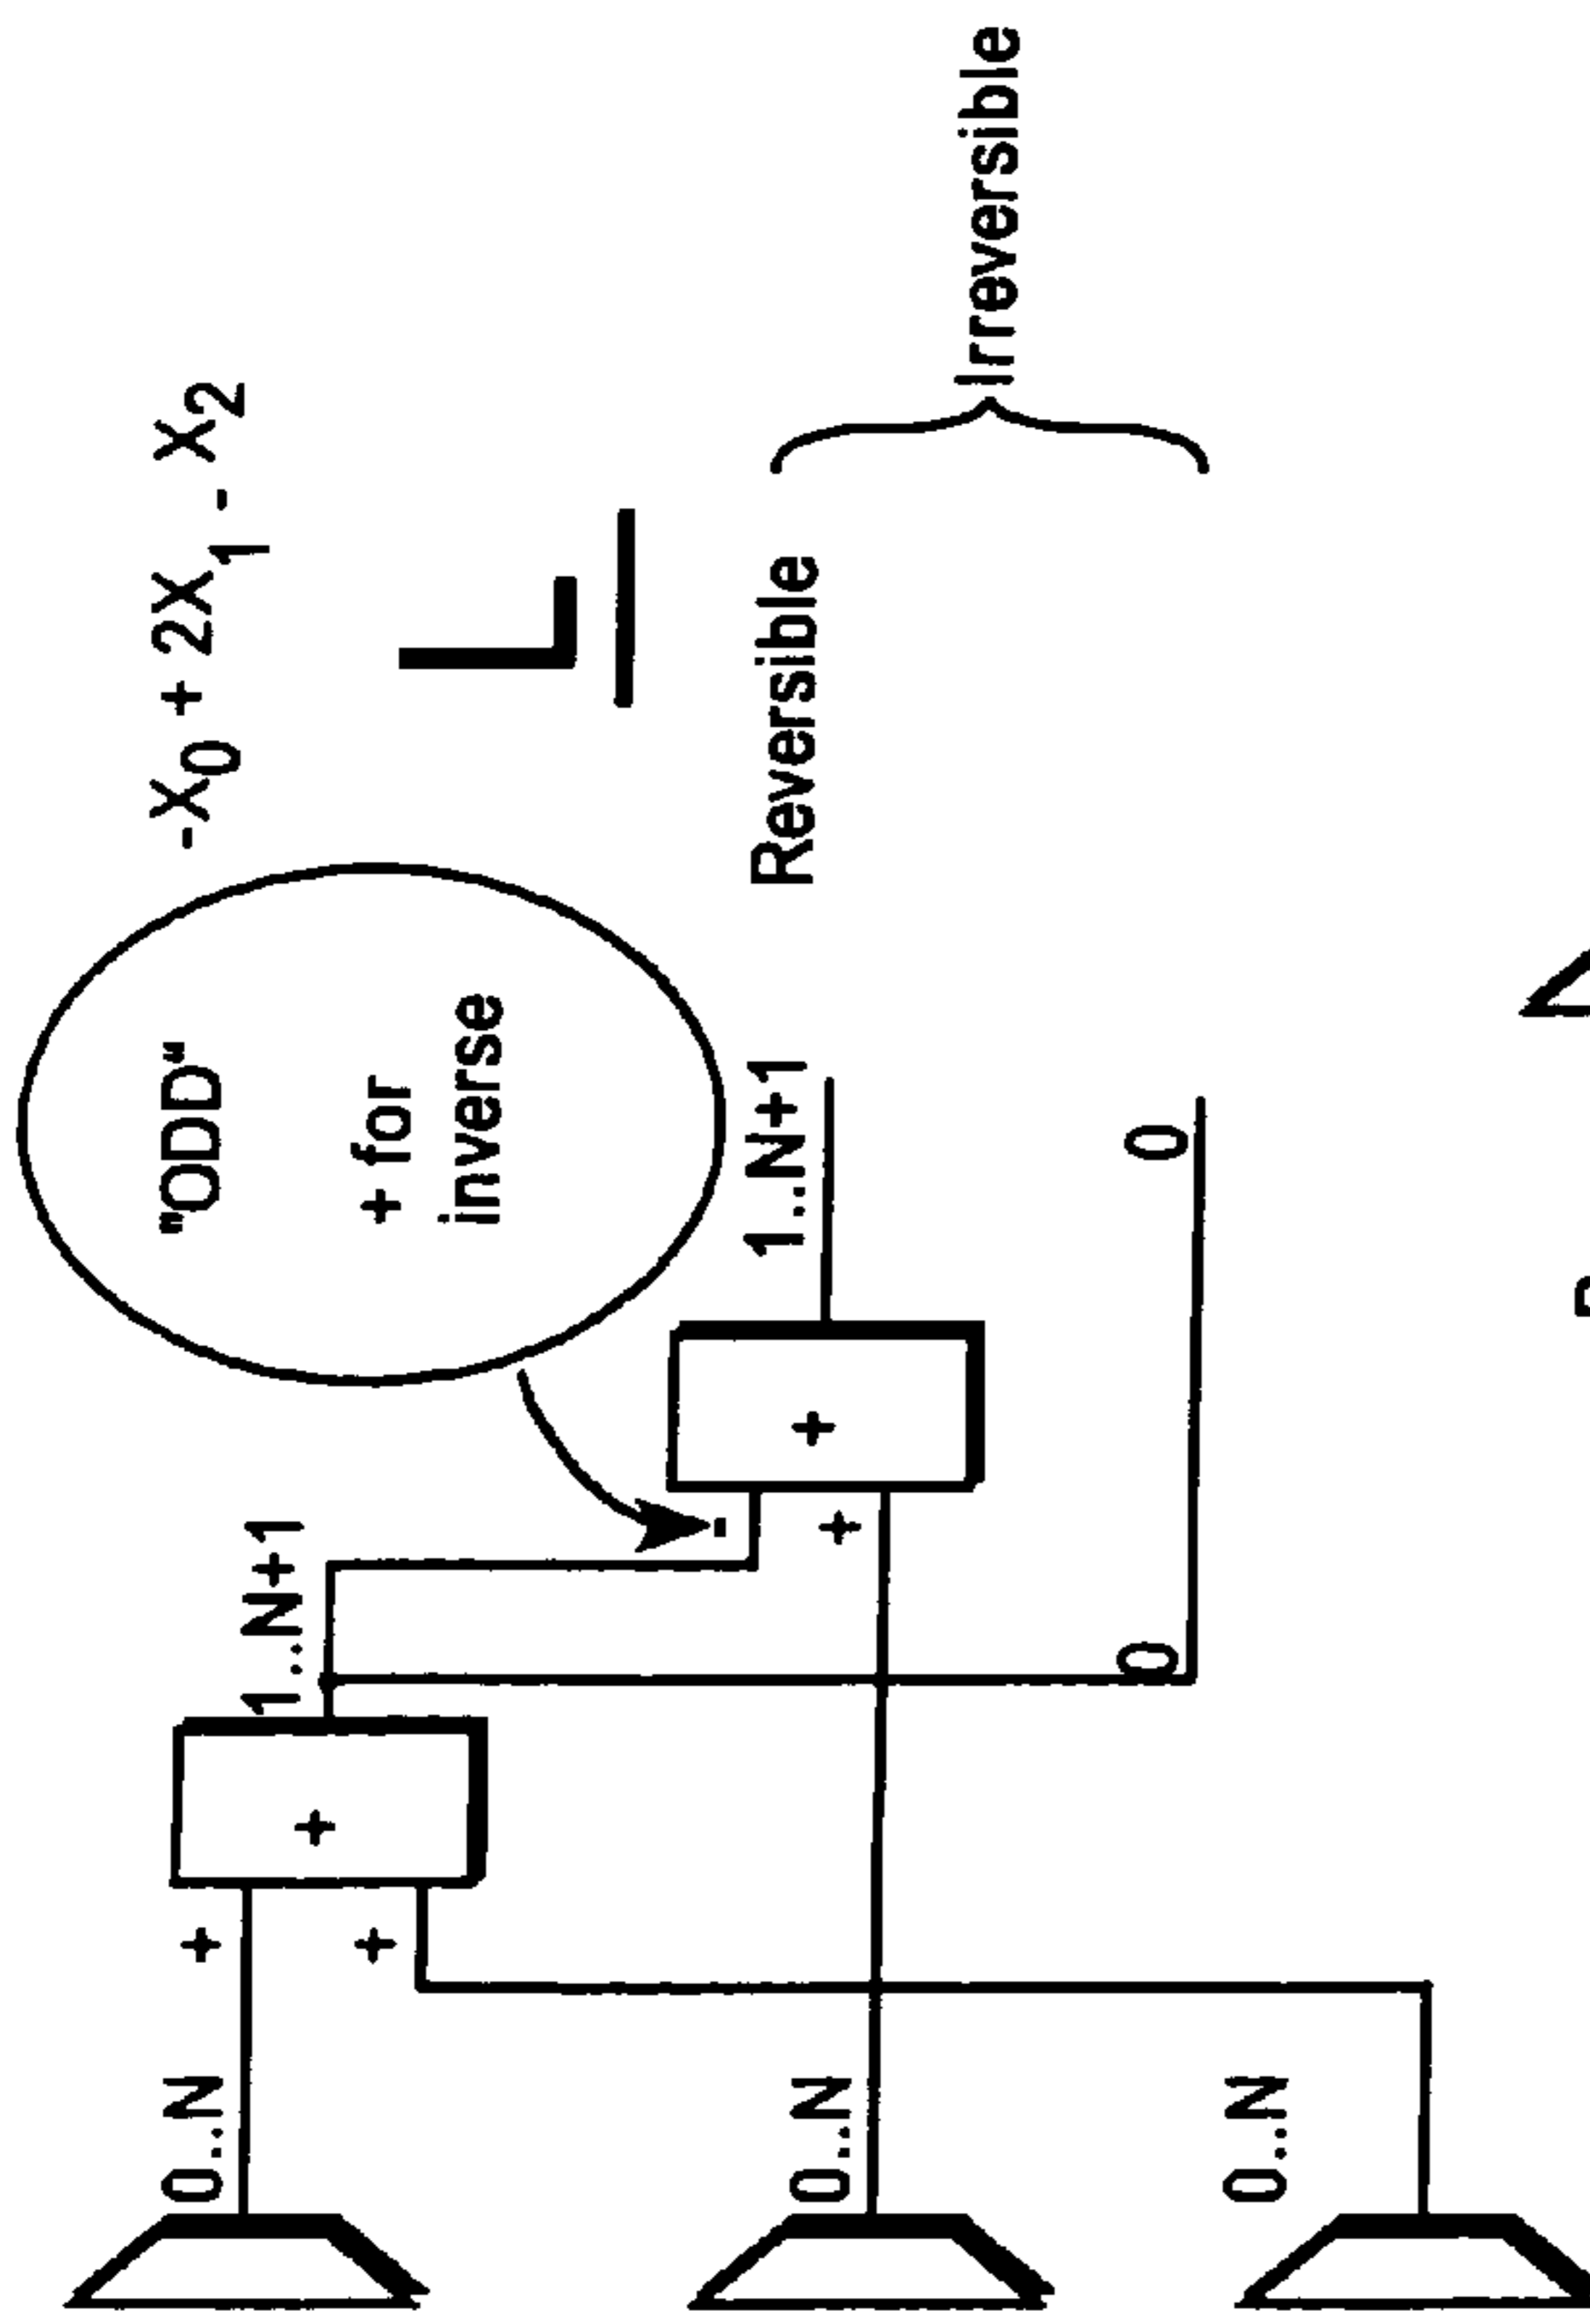 "ODD"
+ for
inverse
-X₀ + 2X₁ - X₂
0..N
+
+
+
1..N+1
-
+
+
1..N+1
Reversible
Irreversible
0..N
0
0
0..N